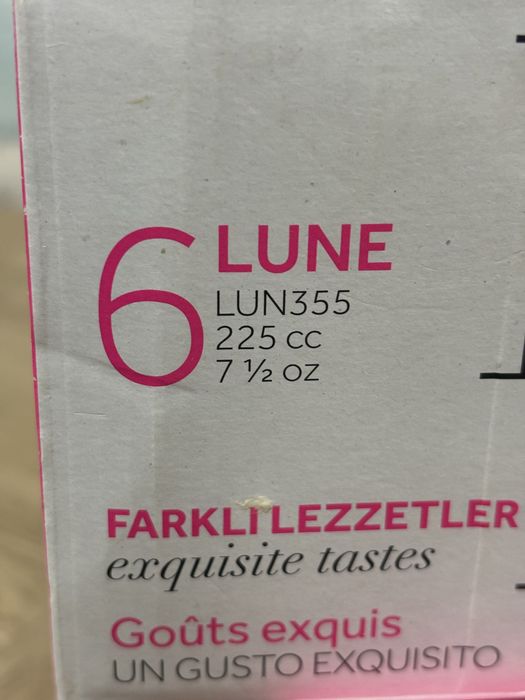 6 LUNE
LUN355
225 cc
7 ½ oz
FARKLI LEZZETLER
exquisite tastes
Goûts exquis
UN GUSTO EXQUISITO